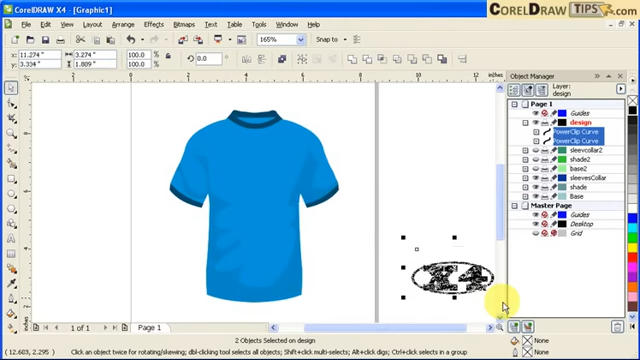 CorelDRAW X4 - [Graphic1]
CORELDRAW TIPS.com
File Edit View Layout Arrange Effects Bitmaps Text Table Tools Window Help
165% Snap to
x: 11.274 " 3.274 " 100.0 %
y: 3.334 " 1.809 " 100.0 % 0.0 °
Object Manager
Layer:
design
inches
Page 1
Guides
design
PowerClip Curve
PowerClip Curve
sleevcollar2
shade2
base2
sleevesCollar
shade
Base
Master Page
Guides
Desktop
Grid
X4
1 of 1 Page 1
2 Objects Selected on design
None
(12.603, 2.295) Click an object twice for rotating/skewing; dbl-clicking tool selects all objects; Shift+click multi-selects; Alt+click digs; Ctrl+click selects in a group
None